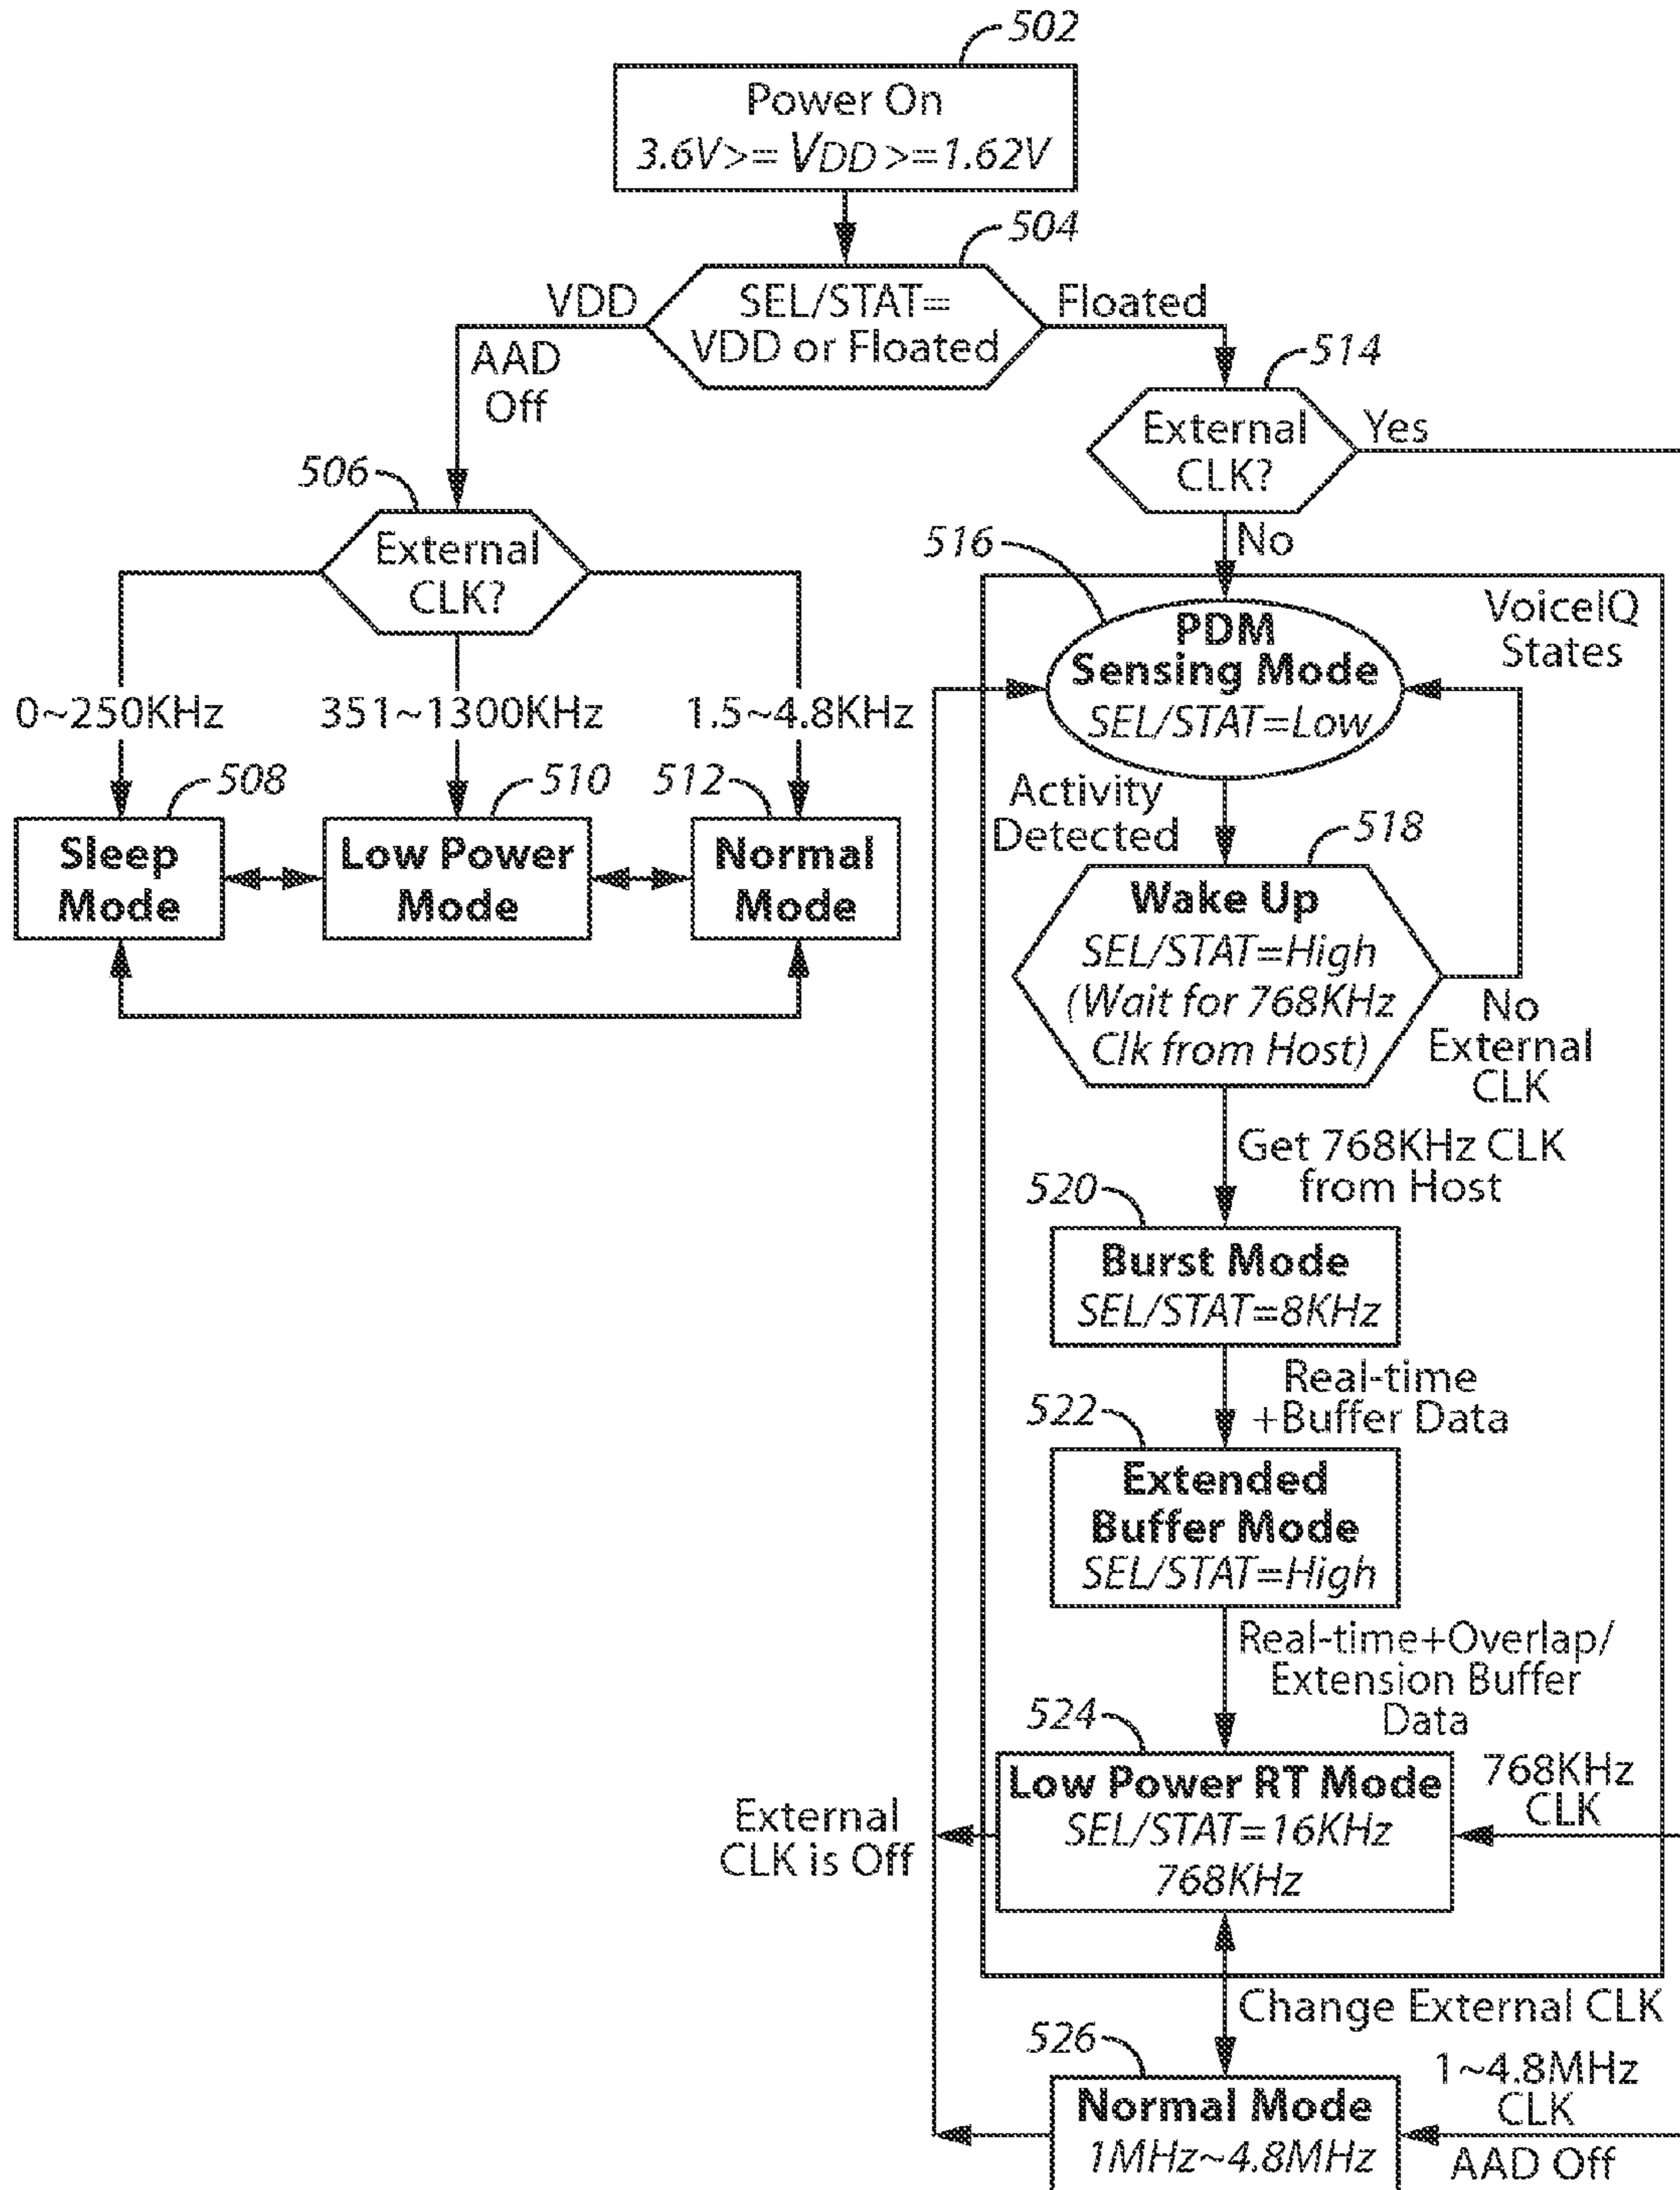 502
Power On
3.6V>= VDD >=1.62V
504
VDD
SEL/STAT=
VDD or Floated
Floated
AAD
Off
514
External
CLK?
Yes
No
506
External
CLK?
0~250KHz
351~1300KHz
1.5~4.8KHz
508
Sleep
Mode
510
Low Power
Mode
512
Normal
Mode
VoiceIQ
States
516
PDM
Sensing Mode
SEL/STAT=Low
Activity
Detected
518
Wake Up
SEL/STAT=High
(Wait for 768KHz
Clk from Host)
No
External
CLK
Get 768KHz CLK
from Host
520
Burst Mode
SEL/STAT=8KHz
Real-time
+Buffer Data
522
Extended
Buffer Mode
SEL/STAT=High
Real-time+Overlap/
Extension Buffer
Data
524
Low Power RT Mode
SEL/STAT=16KHz
768KHz
768KHz
CLK
External
CLK is Off
Change External CLK
526
Normal Mode
1MHz~4.8MHz
1~4.8MHz
CLK
AAD Off